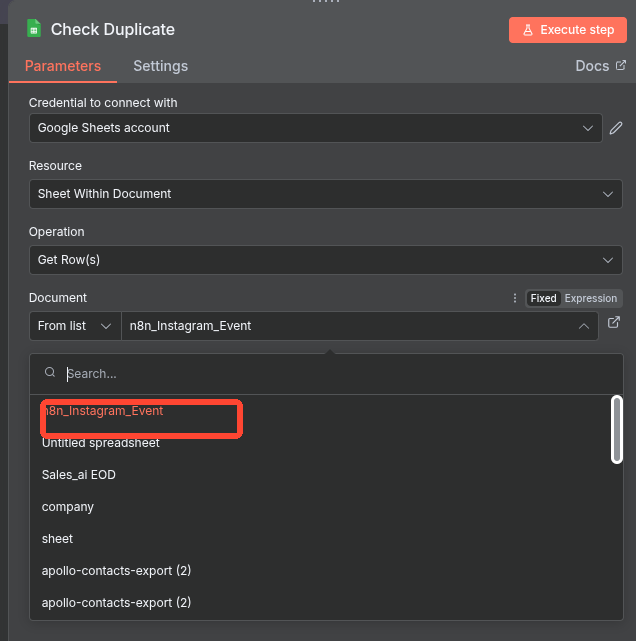 Check Duplicate
Execute step
Parameters
Settings
Docs
Credential to connect with
Google Sheets account
Resource
Sheet Within Document
Operation
Get Row(s)
Document
Fixed
Expression
From list
n8n_Instagram_Event
Search...
n8n_Instagram_Event
Untitled spreadsheet
Sales_ai EOD
company
sheet
apollo-contacts-export (2)
apollo-contacts-export (2)